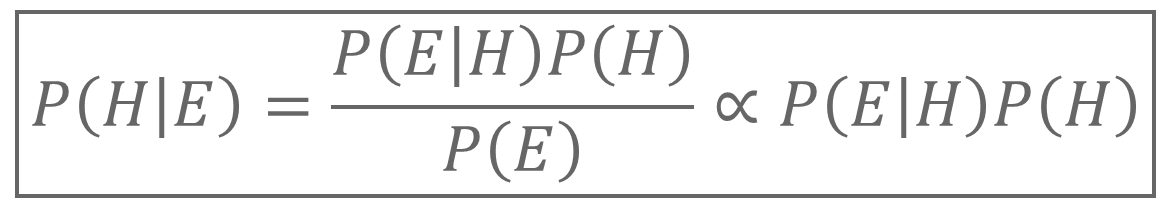 P(H|E) = P(E|H)P(H) / P(E) ∝ P(E|H)P(H)